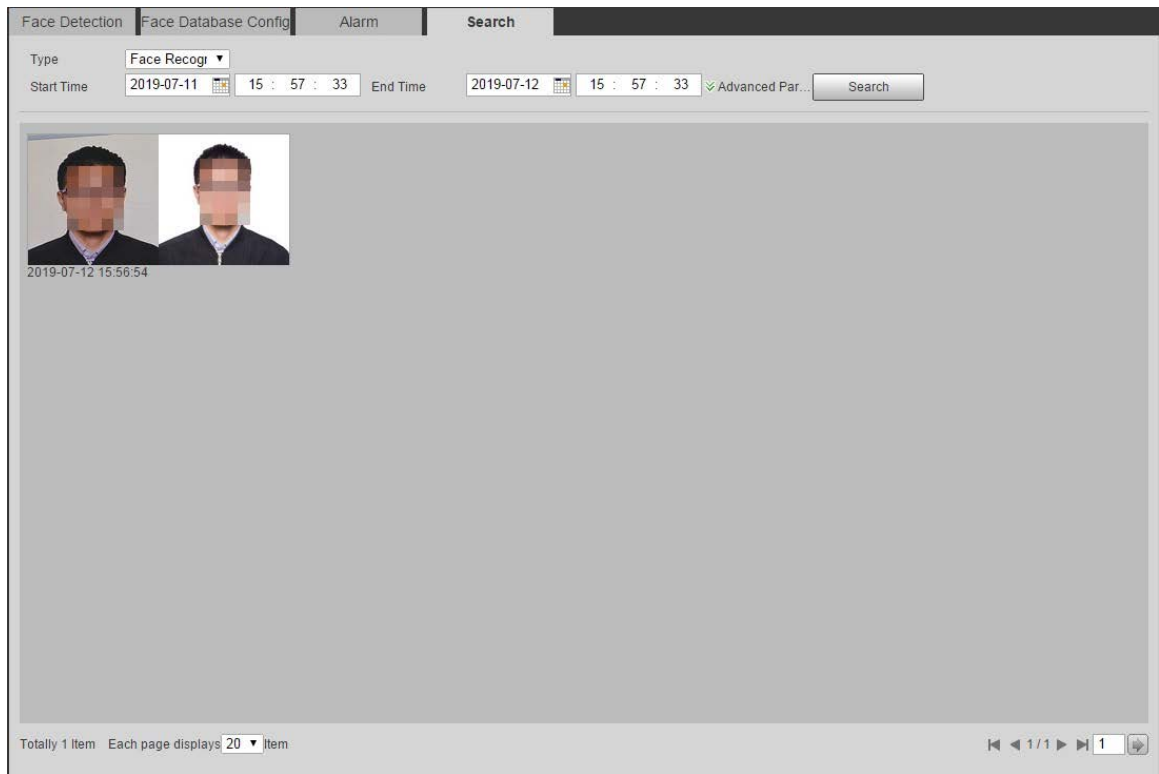 Face Detection Face Database Config Alarm Search
Type Face Recogr
Start Time 2019-07-11 15 : 57 : 33 End Time 2019-07-12 15 : 57 : 33 Advanced Par... Search
2019-07-12 15:56:54
Totally 1 Item Each page displays 20 Item 1 / 1 1